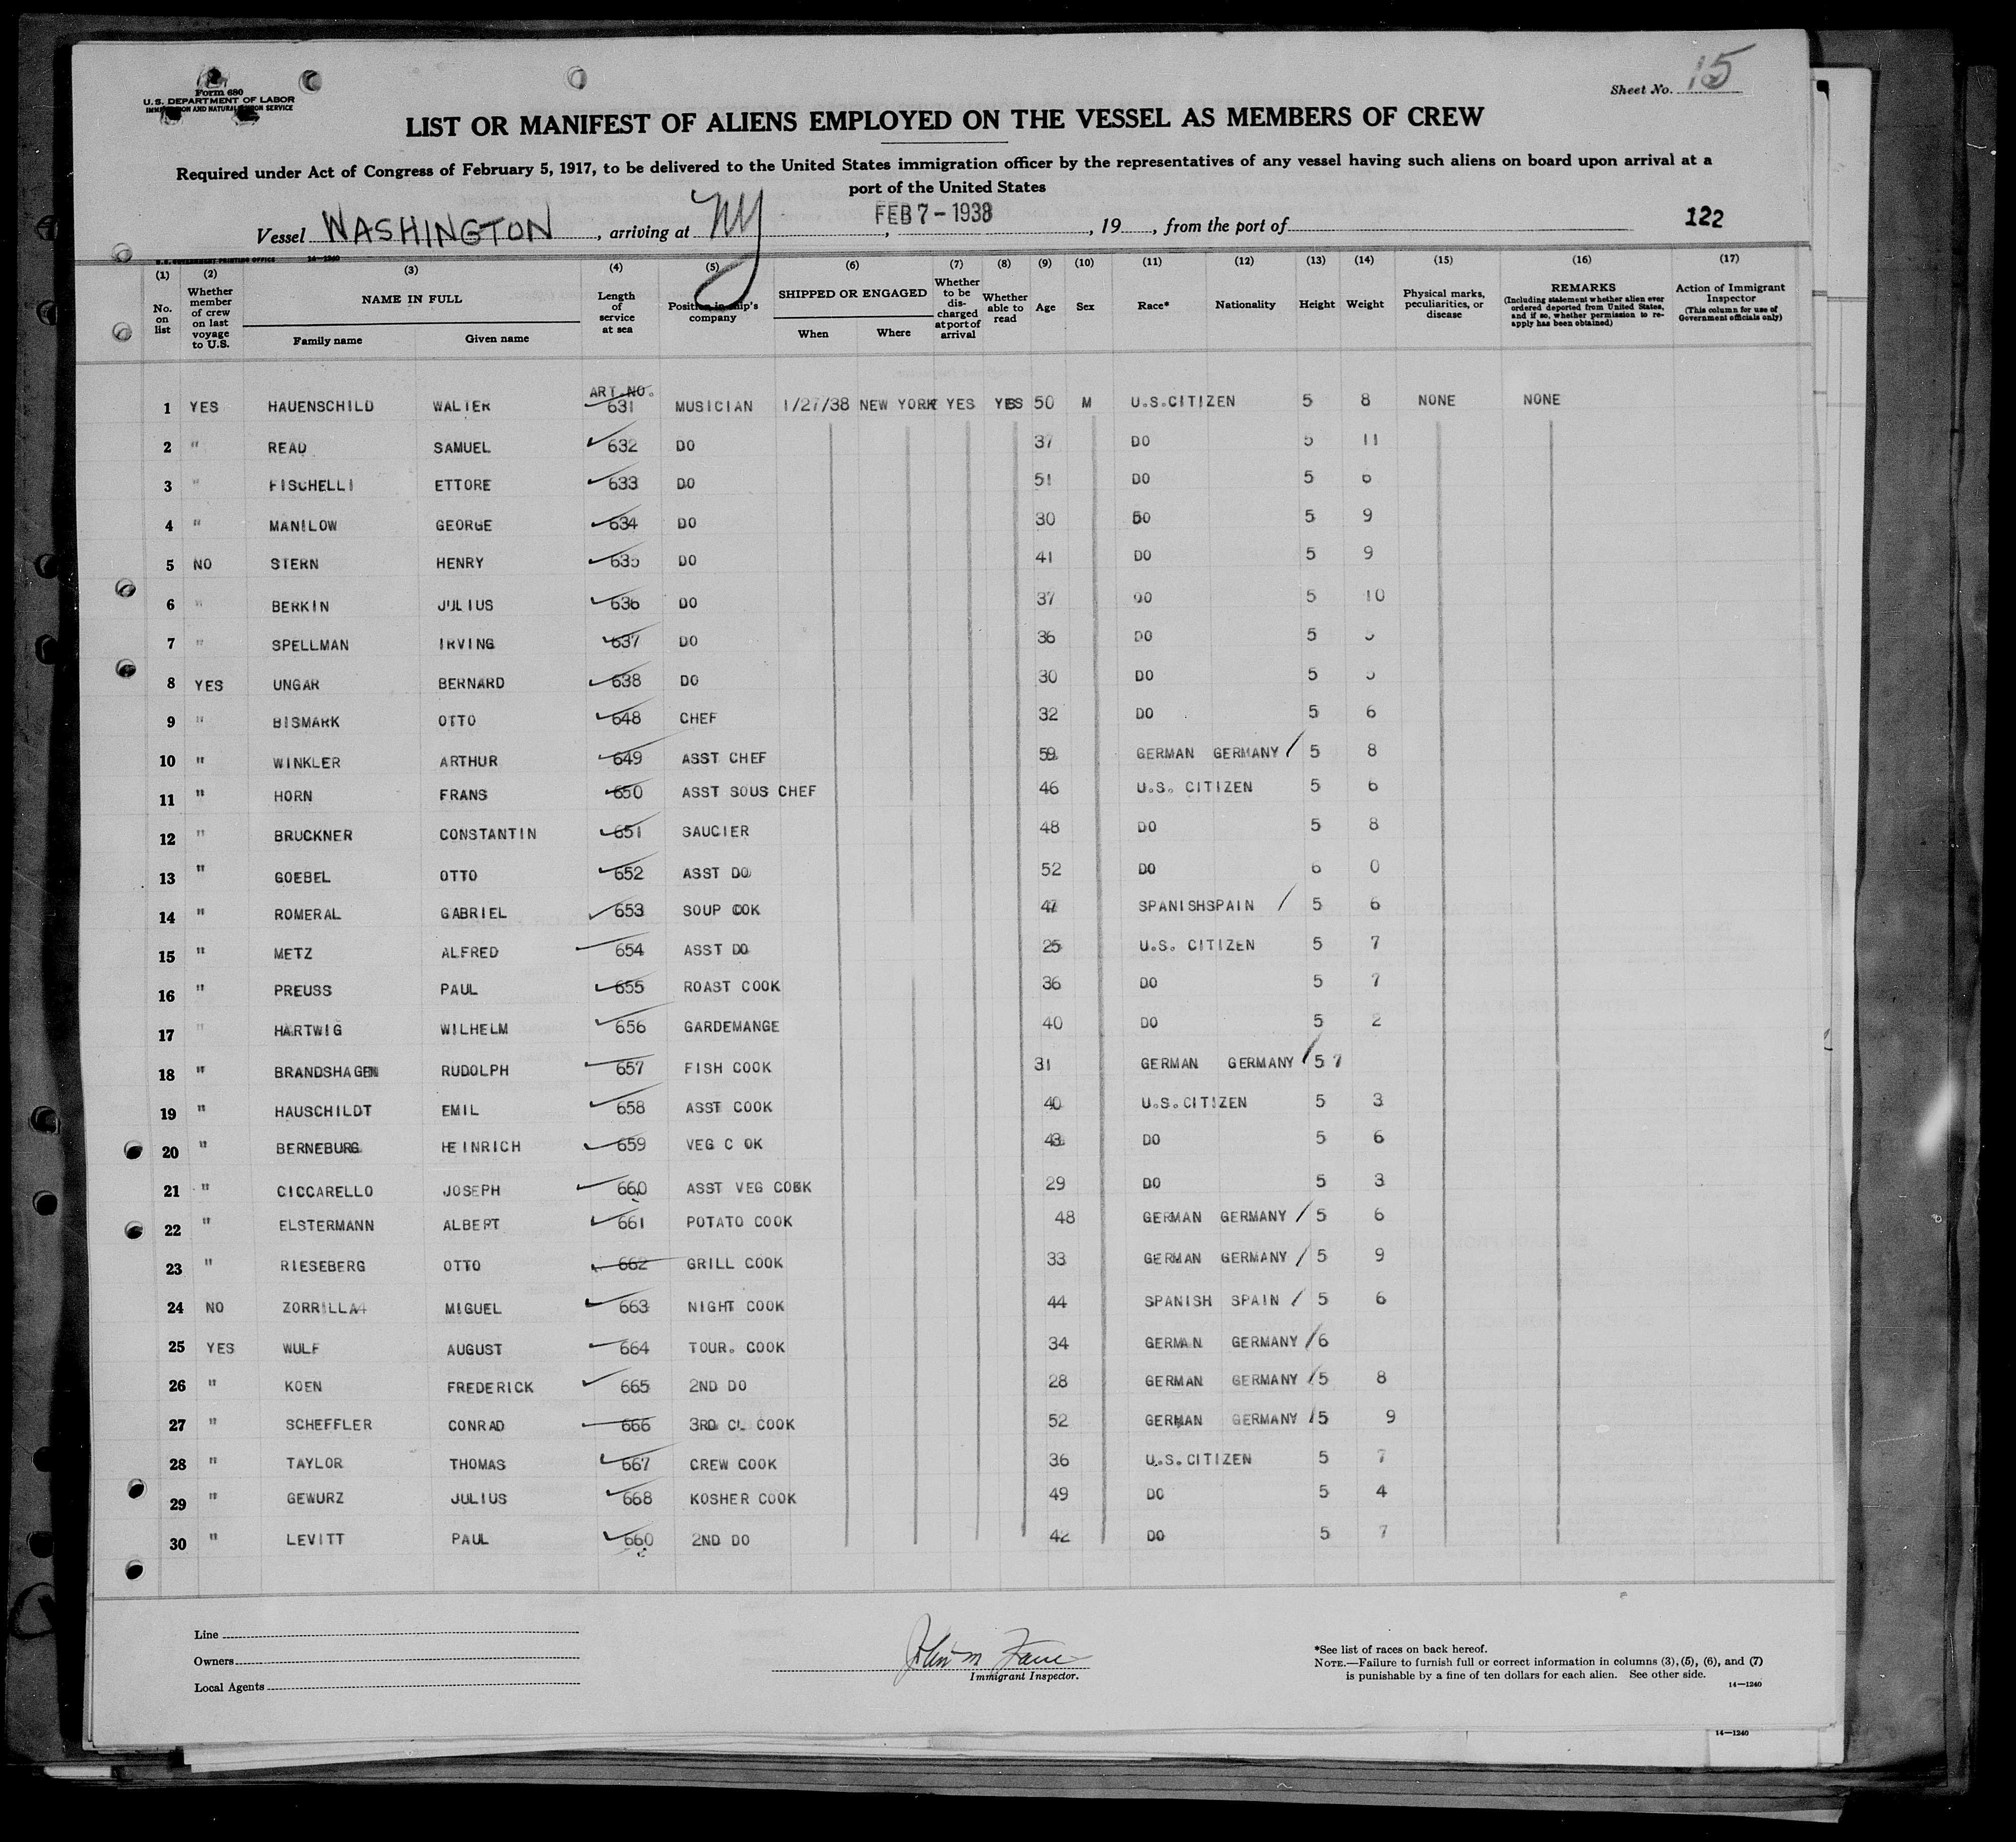 Form 680
U.S. DEPARTMENT OF LABOR
IMMIGRATION AND NATURALIZATION SERVICE
Sheet No. 15
LIST OR MANIFEST OF ALIENS EMPLOYED ON THE VESSEL AS MEMBERS OF CREW
Required under Act of Congress of February 5, 1917, to be delivered to the United States immigration officer by the representatives of any vessel having such aliens on board upon arrival at a
port of the United States
Vessel WASHINGTON, arriving at NY, FEB 7 - 1938, 19, from the port of 122
U.S. GOVERNMENT PRINTING OFFICE 14-1240
(1) (2) (3) (4) (5) (6) (7) (8) (9) (10) (11) (12) (13) (14) (15) (16) (17)
No. on list
Whether member of crew on last voyage to U.S.
NAME IN FULL
Family name Given name
Length of service at sea
Position in ship's company
SHIPPED OR ENGAGED
When Where
Whether to be discharged at port of arrival
Whether able to read
Age Sex Race* Nationality Height Weight
Physical marks, peculiarities, or disease
REMARKS
(Including statement whether alien ever ordered deported from United States, and if so, whether permission to re-apply has been obtained)
Action of Immigrant Inspector
(This column for use of Government officials only)
ART. NO.
1 YES HAUENSCHILD WALTER 631 MUSICIAN 1/27/38 NEW YORK YES YES 50 M U.S.CITIZEN 5 8 NONE NONE
2 " READ SAMUEL 632 DO 37 DO 5 11
3 " FISCHELLI ETTORE 633 DO 51 DO 5 6
4 " MANILOW GEORGE 634 DO 30 DO 5 9
5 NO STERN HENRY 635 DO 41 DO 5 9
6 " BERKIN JULIUS 636 DO 37 DO 5 10
7 " SPELLMAN IRVING 637 DO 36 DO 5
8 YES UNGAR BERNARD 638 DO 30 DO 5
9 " BISMARK OTTO 648 CHEF 32 DO 5 6
10 " WINKLER ARTHUR 649 ASST CHEF 59 GERMAN GERMANY / 5 8
11 " HORN FRANS 650 ASST SOUS CHEF 46 U.S. CITIZEN 5 6
12 " BRUCKNER CONSTANTIN 651 SAUCIER 48 DO 5 8
13 " GOEBEL OTTO 652 ASST DO 52 DO 6 0
14 " ROMERAL GABRIEL 653 SOUP COK 47 SPANISHSPAIN / 5 6
15 " METZ ALFRED 654 ASST DO 25 U.S. CITIZEN 5 7
16 " PREUSS PAUL 655 ROAST COOK 36 DO 5 7
17 " HARTWIG WILHELM 656 GARDEMANGE 40 DO 5 2
18 " BRANDSHAGEN RUDOLPH 657 FISH COOK 31 GERMAN GERMANY / 5 7
19 " HAUSCHILDT EMIL 658 ASST COOK 40 U.S.CITIZEN 5 3
20 " BERNEBURG HEINRICH 659 VEG C OK 43 DO 5 6
21 " CICCARELLO JOSEPH 660 ASST VEG COOK 29 DO 5 3
22 " ELSTERMANN ALBERT 661 POTATO COOK 48 GERMAN GERMANY / 5 6
23 " RIESEBERG OTTO 662 GRILL COOK 33 GERMAN GERMANY / 5 9
24 NO ZORRILLA MIGUEL 663 NIGHT COOK 44 SPANISH SPAIN / 5 6
25 YES WULF AUGUST 664 TOUR. COOK 34 GERMAN GERMANY / 6
26 " KOEN FREDERICK 665 2ND DO 28 GERMAN GERMANY / 5 8
27 " SCHEFFLER CONRAD 666 3RD CL COOK 52 GERMAN GERMANY / 5 9
28 " TAYLOR THOMAS 667 CREW COOK 36 U.S.CITIZEN 5 7
29 " GEWURZ JULIUS 668 KOSHER COOK 49 DO 5 4
30 " LEVITT PAUL 660 2ND DO 42 DO 5 7
Line
Owners
Local Agents
Immigrant Inspector.
*See list of races on back hereof.
NOTE.—Failure to furnish full or correct information in columns (3), (5), (6), and (7)
is punishable by a fine of ten dollars for each alien. See other side.
14—1240
14—1240